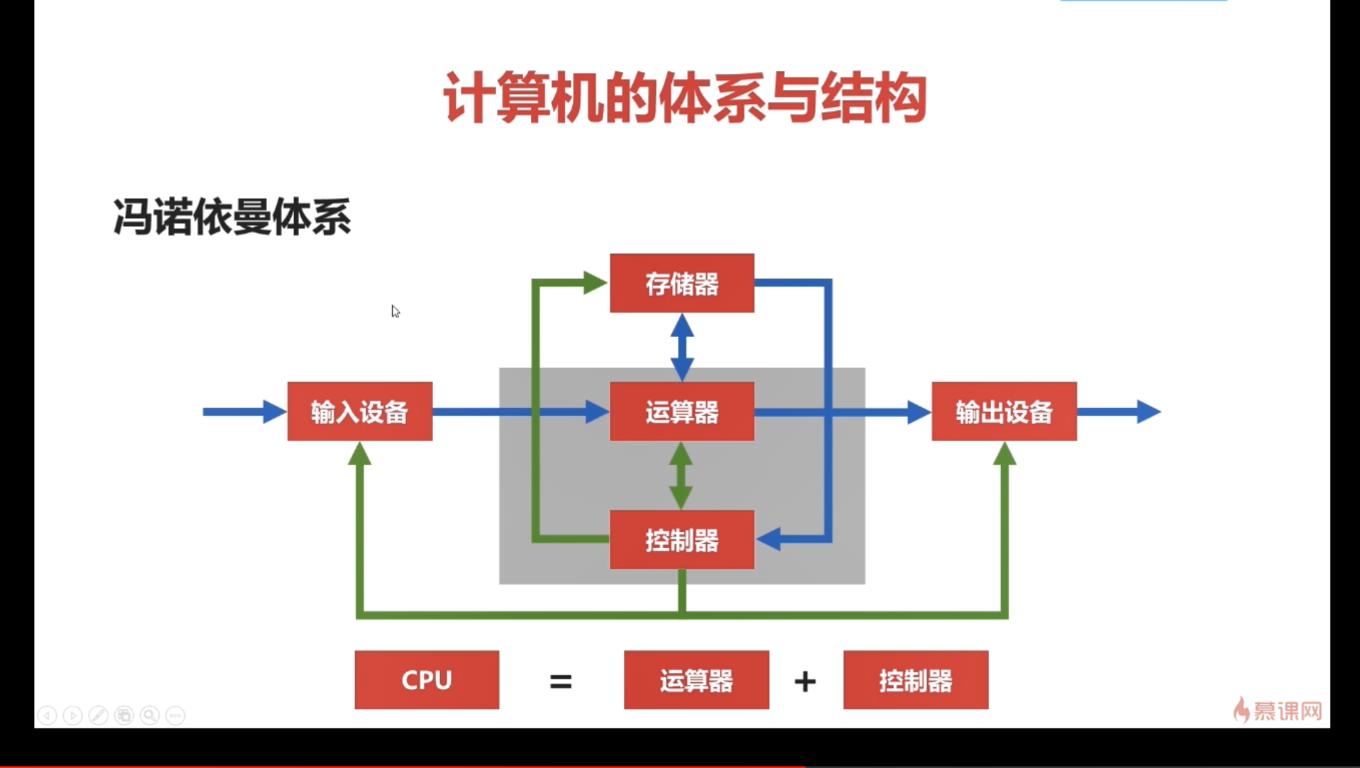 计算机的体系与结构
冯诺依曼体系
存储器
输入设备
运算器
输出设备
控制器
CPU = 运算器 + 控制器
慕课网